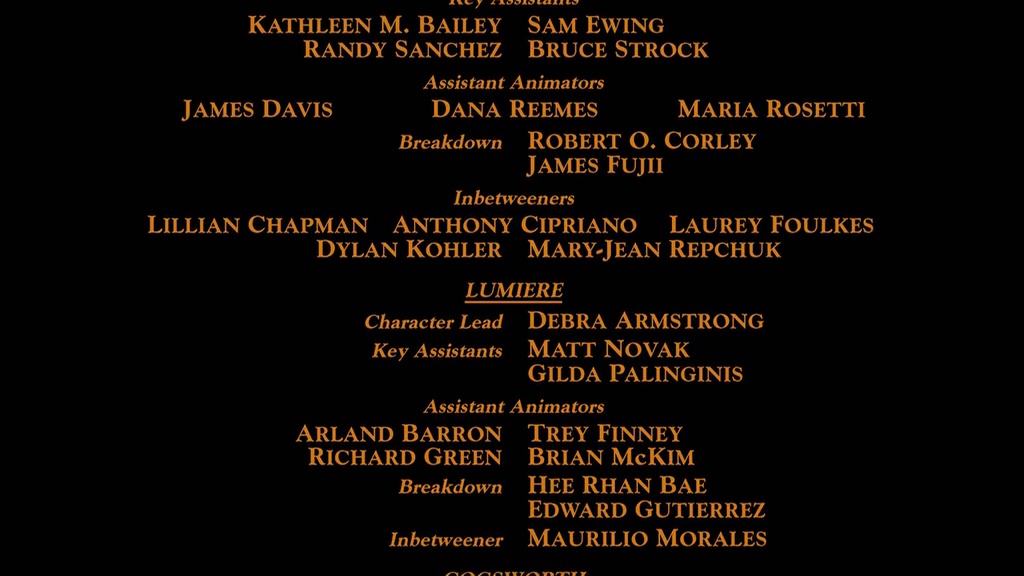 Key Assistants
KATHLEEN M. BAILEY SAM EWING
RANDY SANCHEZ BRUCE STROCK
Assistant Animators
JAMES DAVIS DANA REEMES MARIA ROSETTI
Breakdown ROBERT O. CORLEY
JAMES FUJII
Inbetweeners
LILLIAN CHAPMAN ANTHONY CIPRIANO LAUREY FOULKES
DYLAN KOHLER MARY-JEAN REPCHUK
LUMIERE
Character Lead DEBRA ARMSTRONG
Key Assistants MATT NOVAK
GILDA PALINGINIS
Assistant Animators
ARLAND BARRON TREY FINNEY
RICHARD GREEN BRIAN McKIM
Breakdown HEE RHAN BAE
EDWARD GUTIERREZ
Inbetweener MAURILIO MORALES
COGSWORTH